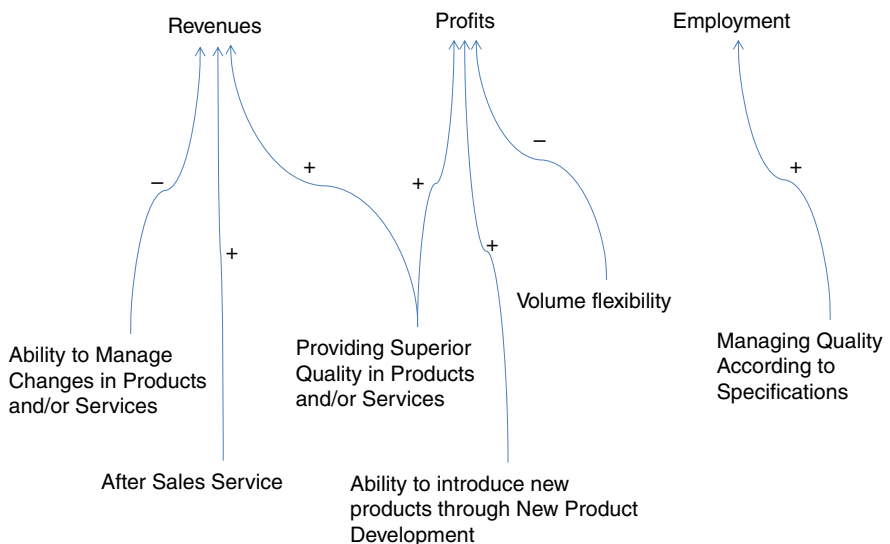 Revenues
Profits
Employment
−
+
+
−
+
+
+
Volume flexibility
Ability to Manage
Changes in Products
and/or Services
Providing Superior
Quality in Products
and/or Services
Managing Quality
According to
Specifications
After Sales Service
Ability to introduce new
products through New Product
Development